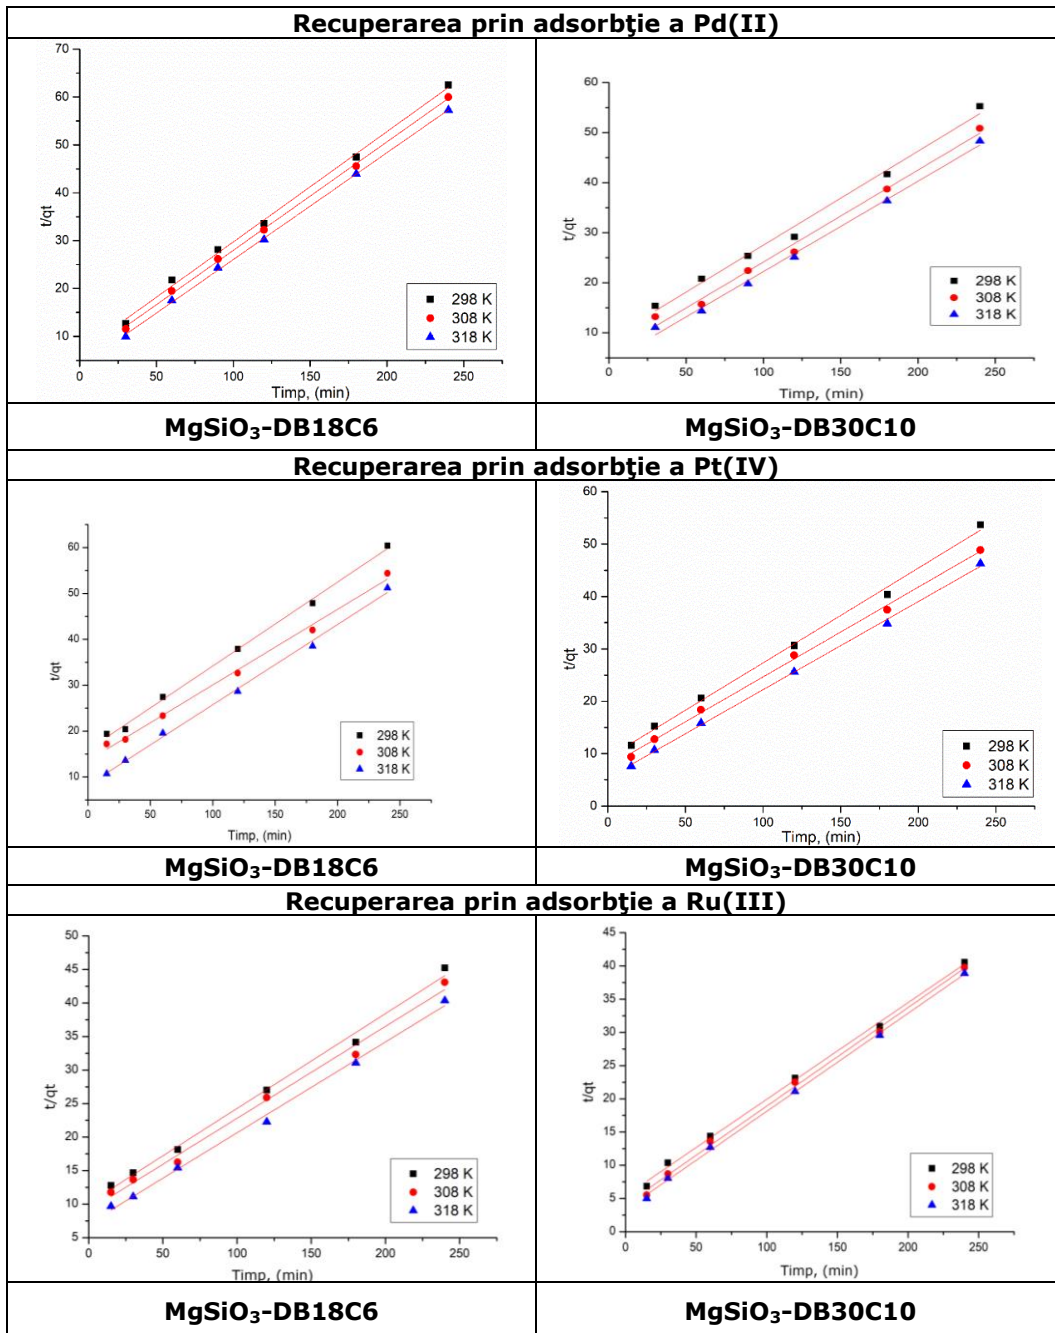 Recuperarea prin adsorbţie a Pd(II)
70
60
50
40
30
20
10
t/qt
0
50
100
150
200
250
Timp, (min)
298 K
308 K
318 K
60
50
40
30
20
10
t/qt
0
50
100
150
200
250
Timp, (min)
298 K
308 K
318 K
MgSiO₃-DB18C6
MgSiO₃-DB30C10
Recuperarea prin adsorbţie a Pt(IV)
60
50
40
30
20
10
t/qt
0
50
100
150
200
250
Timp, (min)
298 K
308 K
318 K
60
50
40
30
20
10
0
t/qt
0
50
100
150
200
250
Timp, (min)
298 K
308 K
318 K
MgSiO₃-DB18C6
MgSiO₃-DB30C10
Recuperarea prin adsorbţie a Ru(III)
50
45
40
35
30
25
20
15
10
5
t/qt
0
50
100
150
200
250
Timp, (min)
298 K
308 K
318 K
45
40
35
30
25
20
15
10
5
0
t/qt
0
50
100
150
200
250
Timp, (min)
298 K
308 K
318 K
MgSiO₃-DB18C6
MgSiO₃-DB30C10